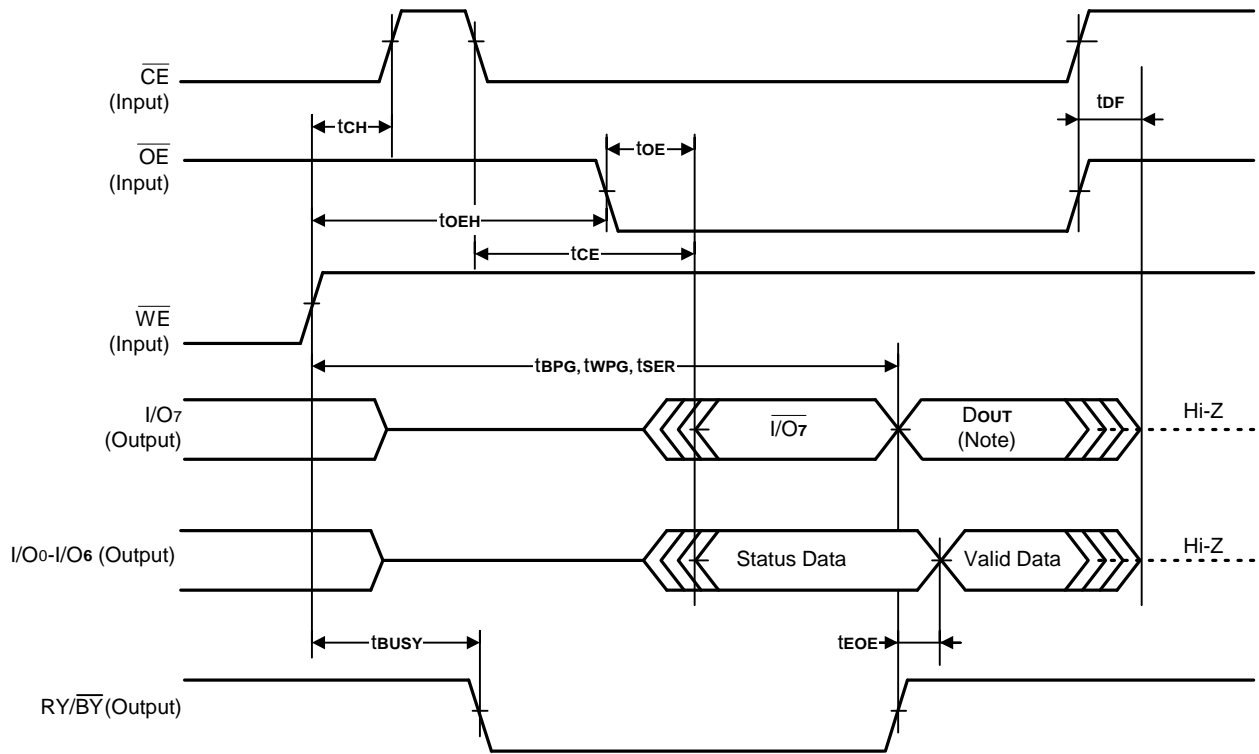 CE
(Input)
tCH
tDF
OE
(Input)
tOE
tOEH
tCE
WE
(Input)
tBPG, tWPG, tSER
I/O7
(Output)
I/O7
DOUT
(Note)
Hi-Z
I/O0-I/O6 (Output)
Status Data
Valid Data
Hi-Z
tBUSY
tEOE
RY/BY(Output)